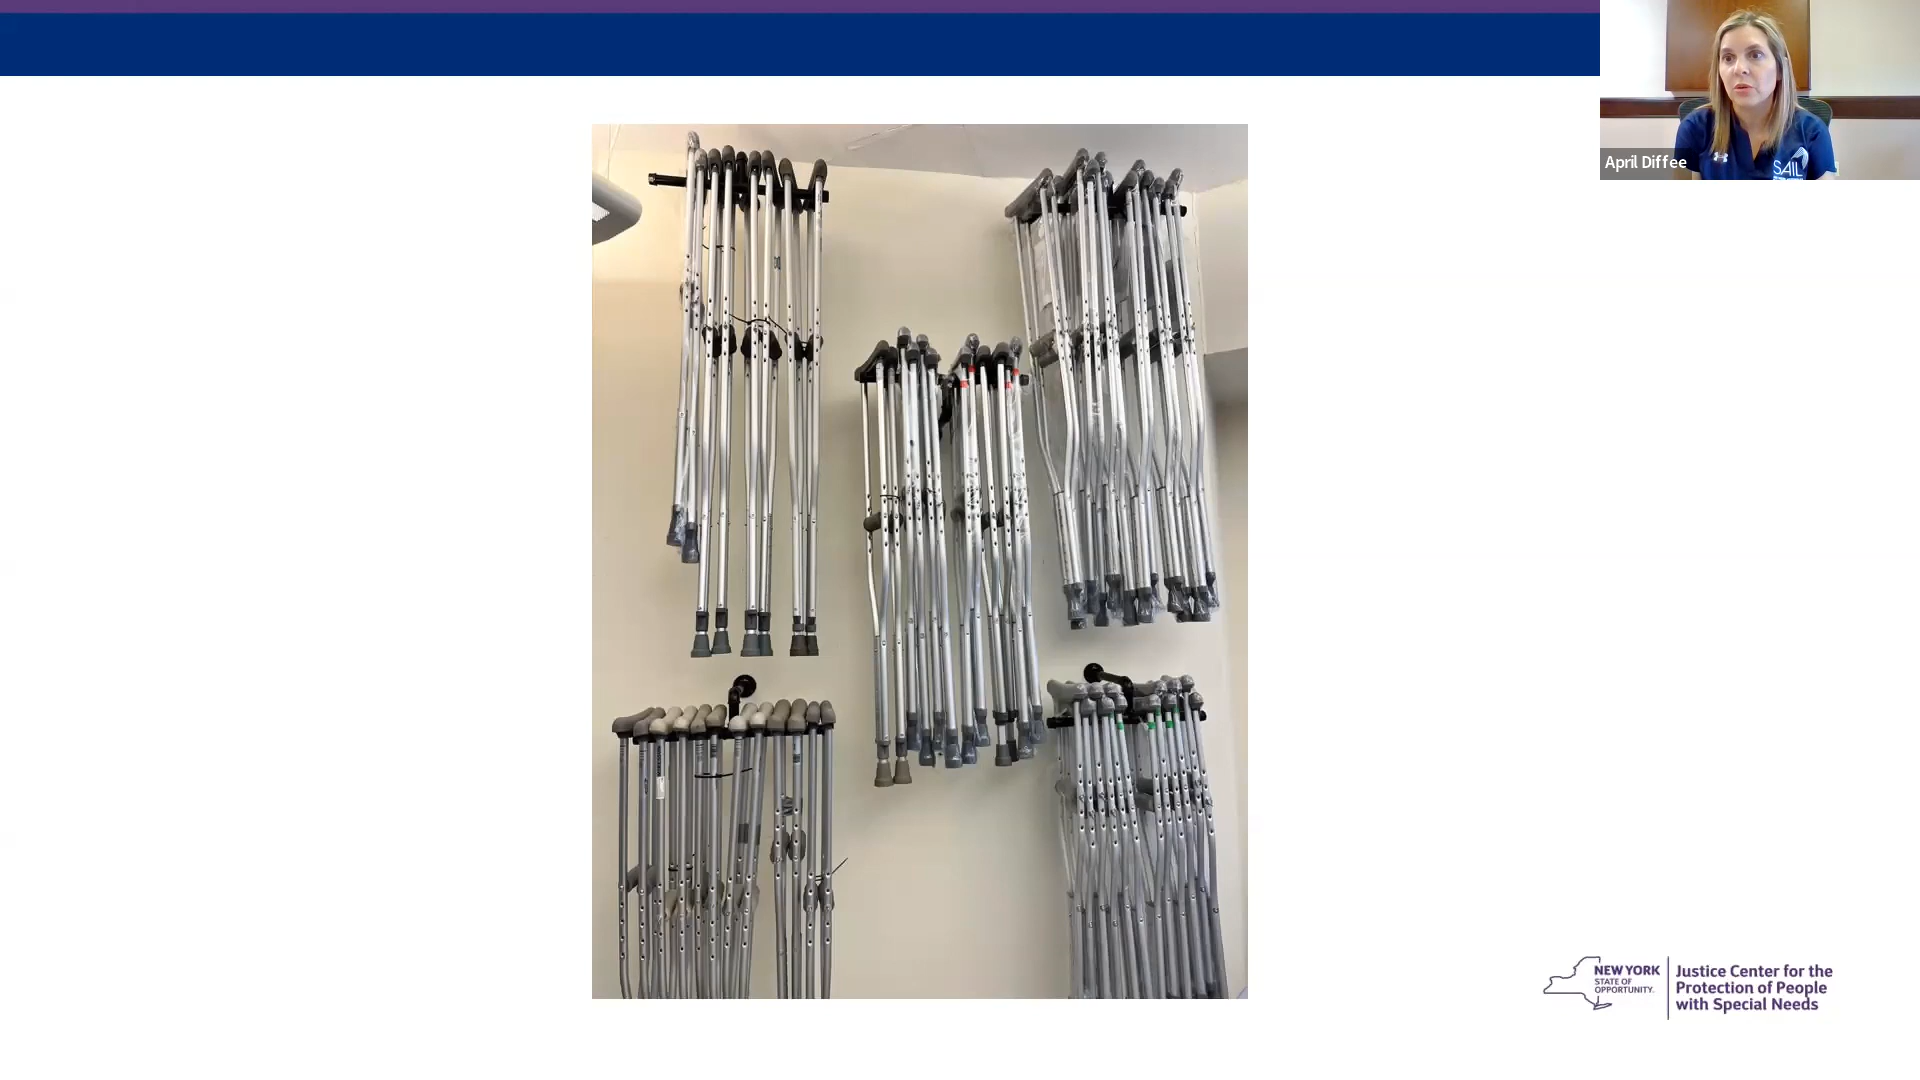 April Diffee
SAIL
NEW YORK
STATE OF
OPPORTUNITY.
Justice Center for the
Protection of People
with Special Needs